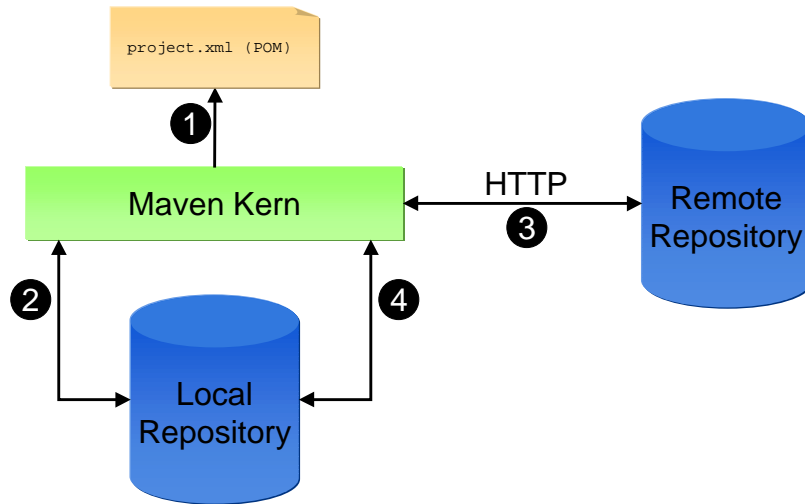 project.xml (POM)
1
Maven Kern
HTTP
3
Remote
Repository
2
4
Local
Repository